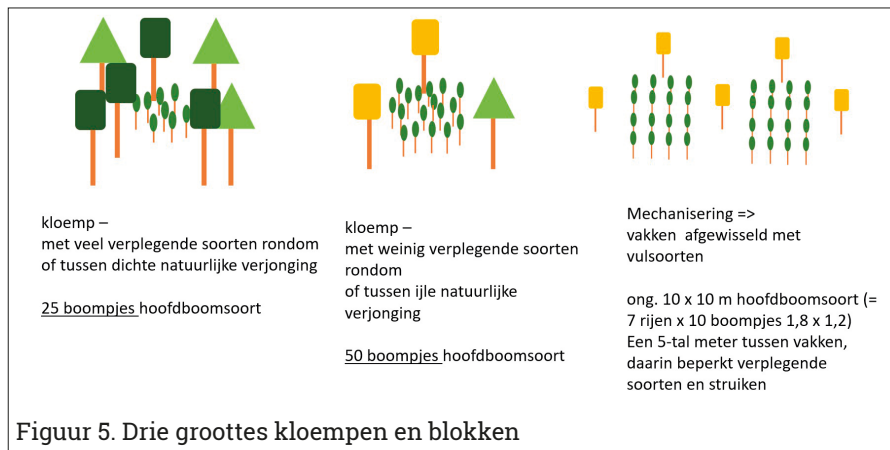 kloemp –
met veel verplegende soorten rondom
of tussen dichte natuurlijke verjonging
25 boompjes hoofdboomsoort
kloemp –
met weinig verplegende soorten
rondom
of tussen ijle natuurlijke
verjonging
50 boompjes hoofdboomsoort
Mechanisering =>
vakken  afgewisseld met
vulsoorten
ong. 10 x 10 m hoofdboomsoort (=
7 rijen x 10 boompjes 1,8 x 1,2)
Een 5-tal meter tussen vakken,
daarin beperkt verplegende
soorten en struiken
Figuur 5. Drie groottes kloempen en blokken